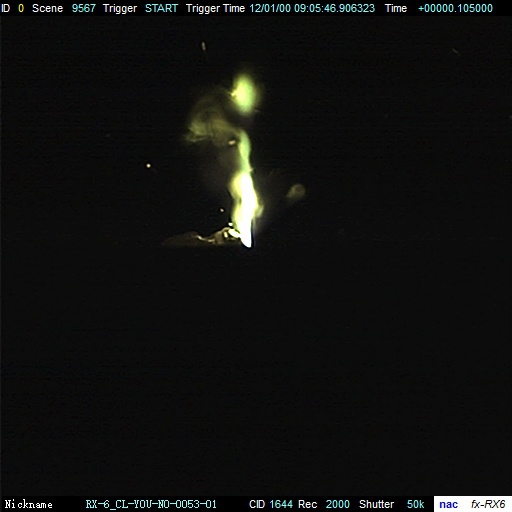 ID 0 Scene 9567 Trigger START Trigger Time 12/01/00 09:05:46.906323 Time +00000.105000
Nickname RX-6_CL-YOU-NO-0053-01 CID 1644 Rec 2000 Shutter 50k nac fx-RX6